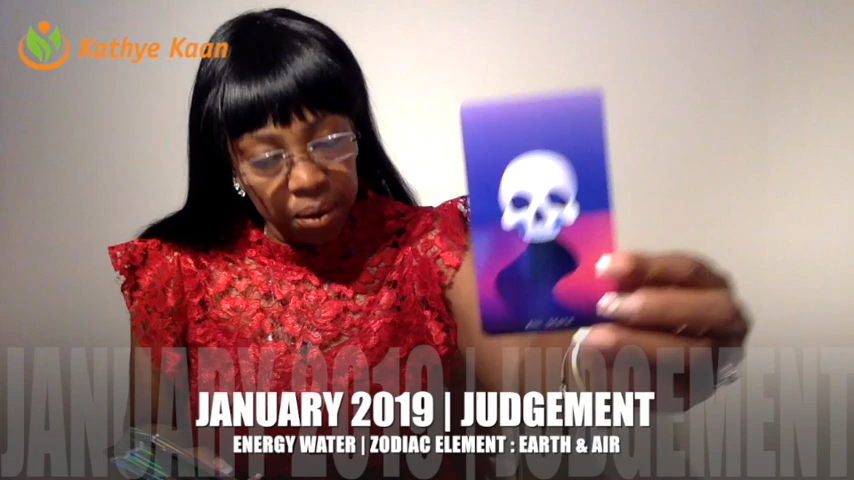 Kathye Kaan
JANUARY 2019 | JUDGEMENT
JANUARY 2019 | JUDGEMENT
ENERGY WATER | ZODIAC ELEMENT : EARTH & AIR